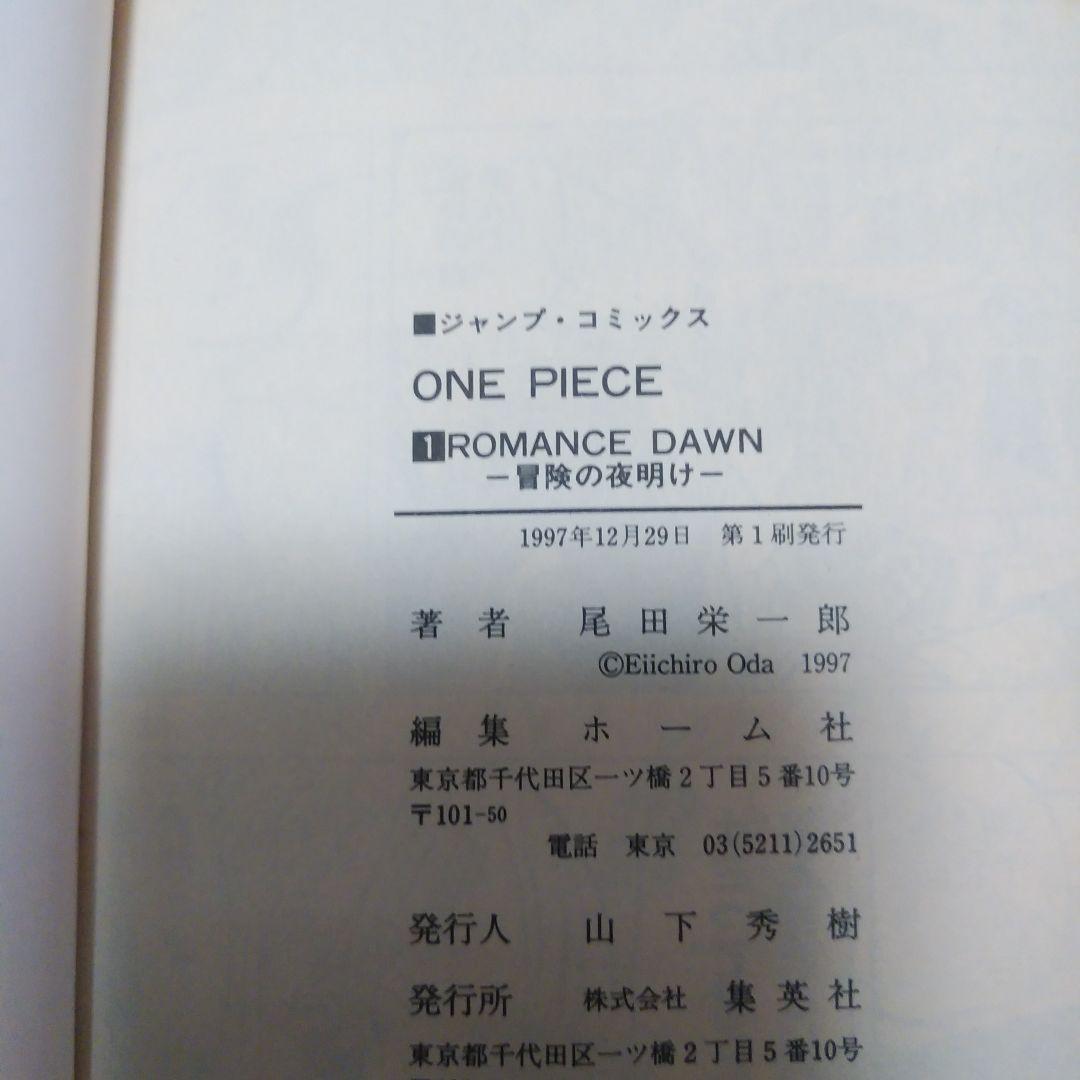 ■ジャンプ・コミックス
ONE PIECE
1ROMANCE DAWN
―冒険の夜明け―
1997年12月29日　第1刷発行
著者　尾田栄一郎
©Eiichiro Oda　1997
編集　ホーム社
東京都千代田区一ツ橋2丁目5番10号
〒101-50
電話　東京　03(5211)2651
発行人　山下秀樹
発行所　株式会社　集英社
東京都千代田区一ツ橋2丁目5番10号